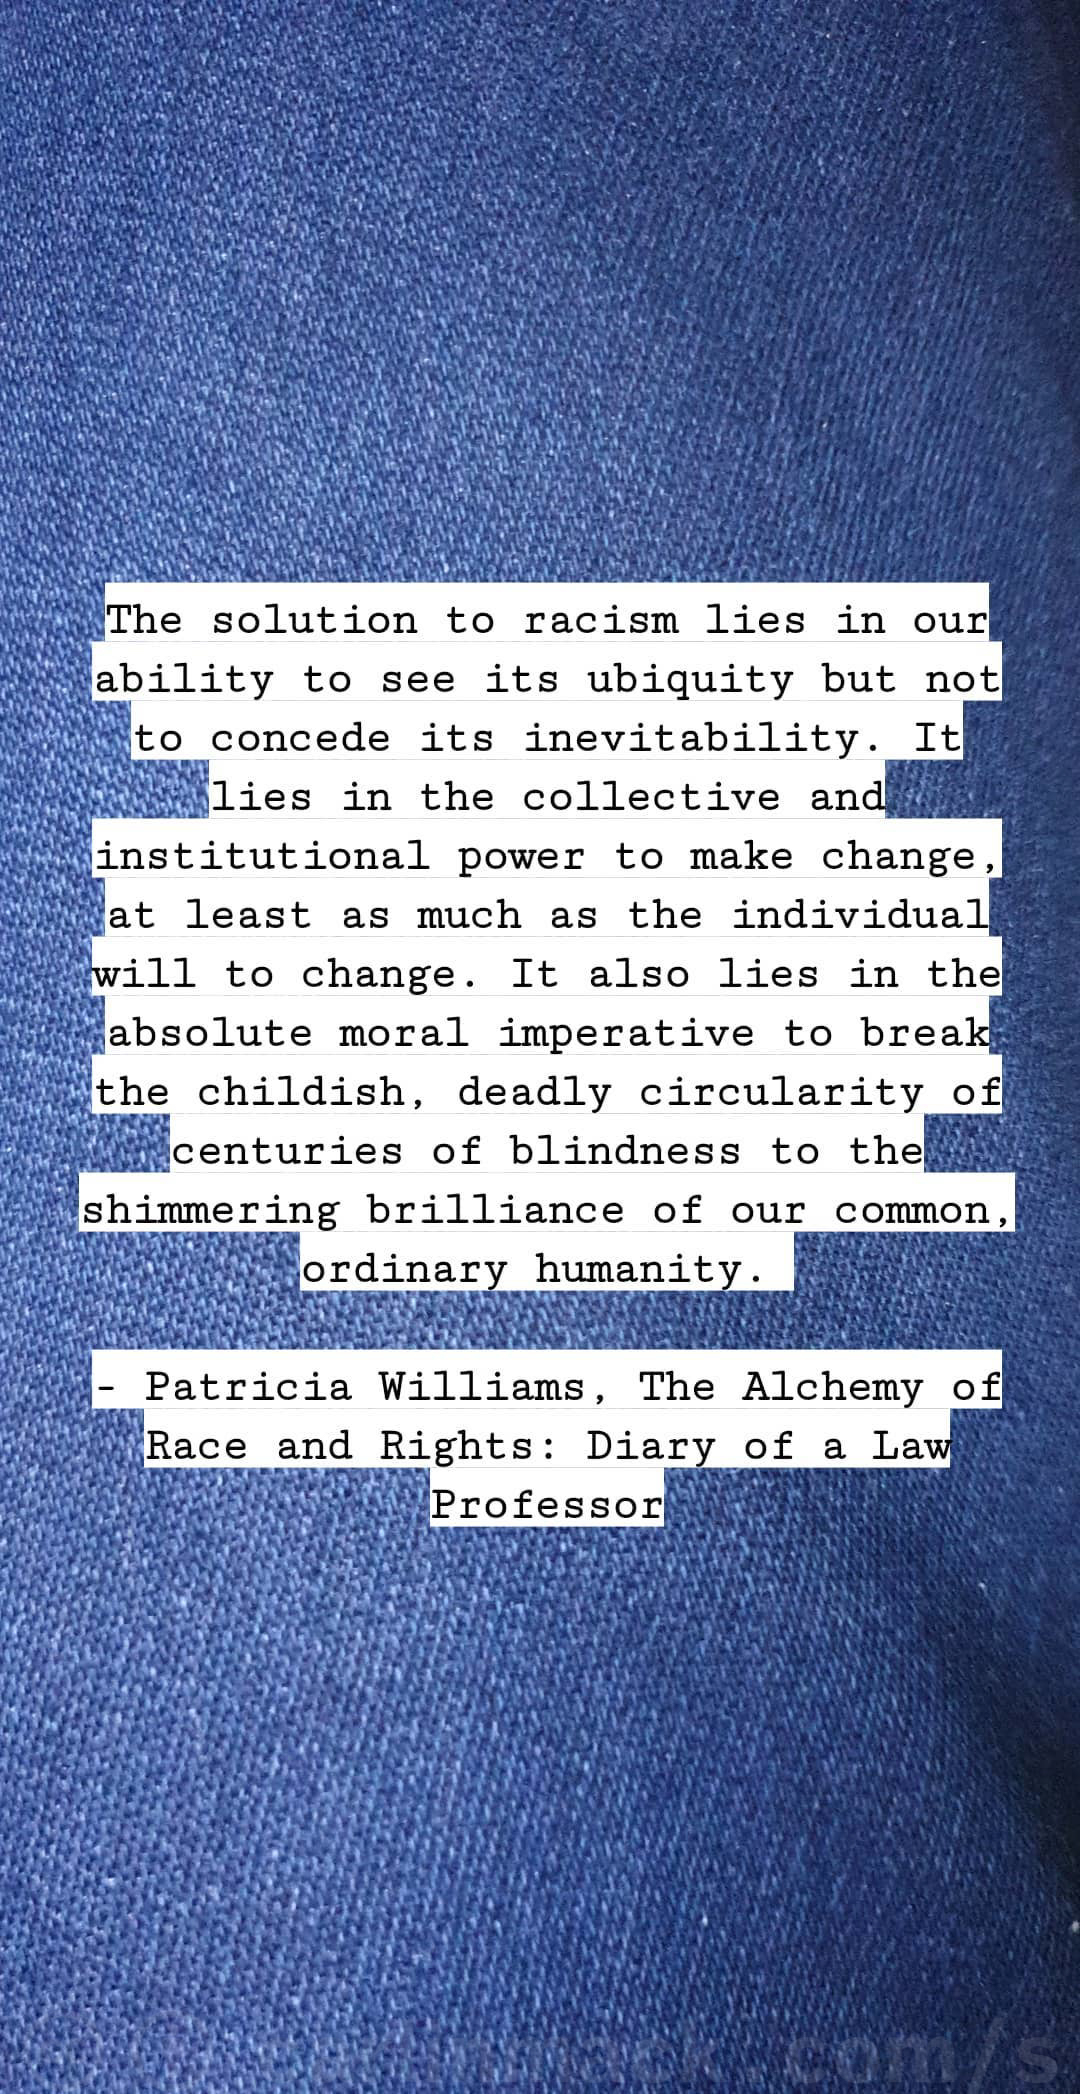 The solution to racism lies in our
ability to see its ubiquity but not
to concede its inevitability. It
lies in the collective and
institutional power to make change,
at least as much as the individual
will to change. It also lies in the
absolute moral imperative to break
the childish, deadly circularity of
centuries of blindness to the
shimmering brilliance of our common,
ordinary humanity.
- Patricia Williams, The Alchemy of
Race and Rights: Diary of a Law
Professor